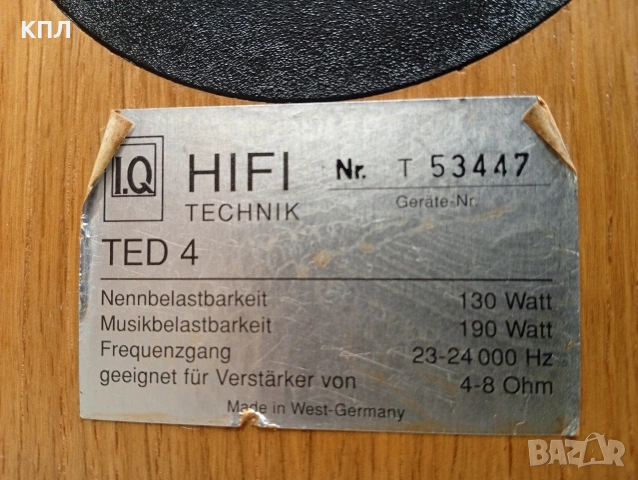 КПЛ
I.Q
HIFI
TECHNIK
Nr. T 53447
Geräte-Nr.
TED 4
Nennbelastbarkeit 130 Watt
Musikbelastbarkeit 190 Watt
Frequenzgang 23-24 000 Hz
geeignet für Verstärker von 4-8 Ohm
Made in West-Germany
BAZAR